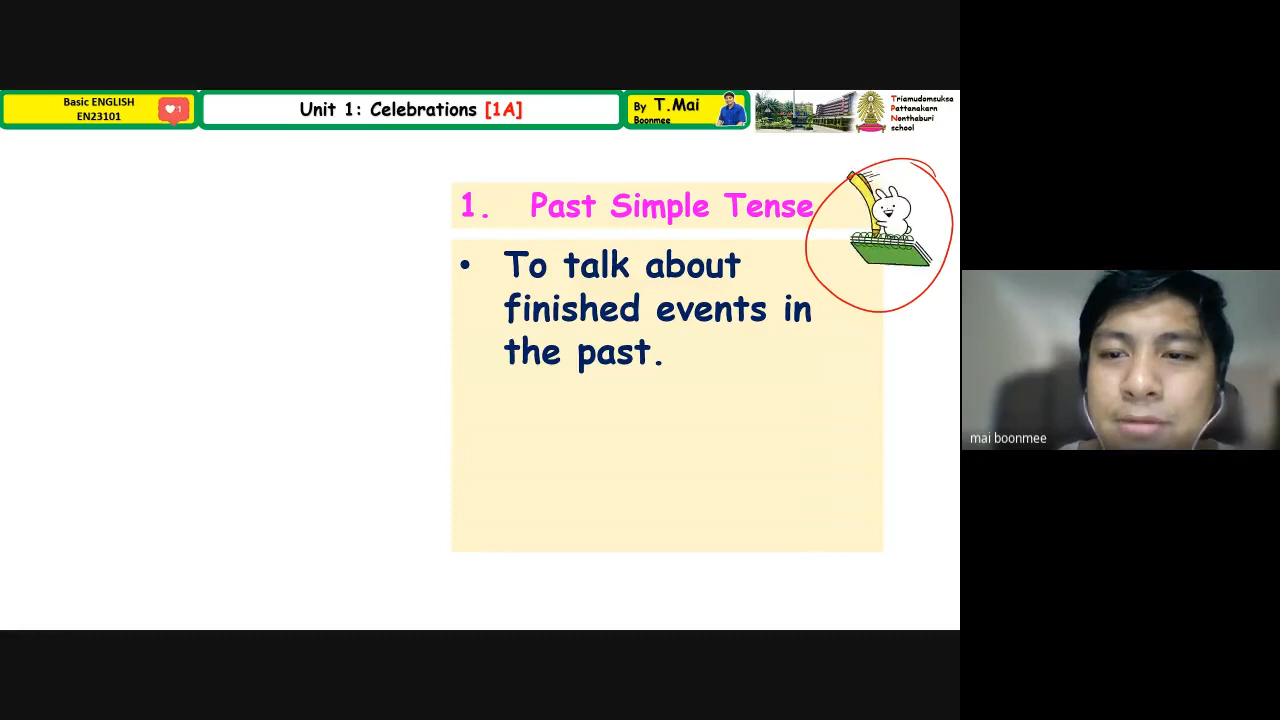 Basic ENGLISH
EN23101
1
Unit 1: Celebrations [1A]
By T.Mai
Boonmee
Triamudomsuksa
Pattanakarn
Nonthaburi
school
1. Past Simple Tense
• To talk about
finished events in
the past.
mai boonmee